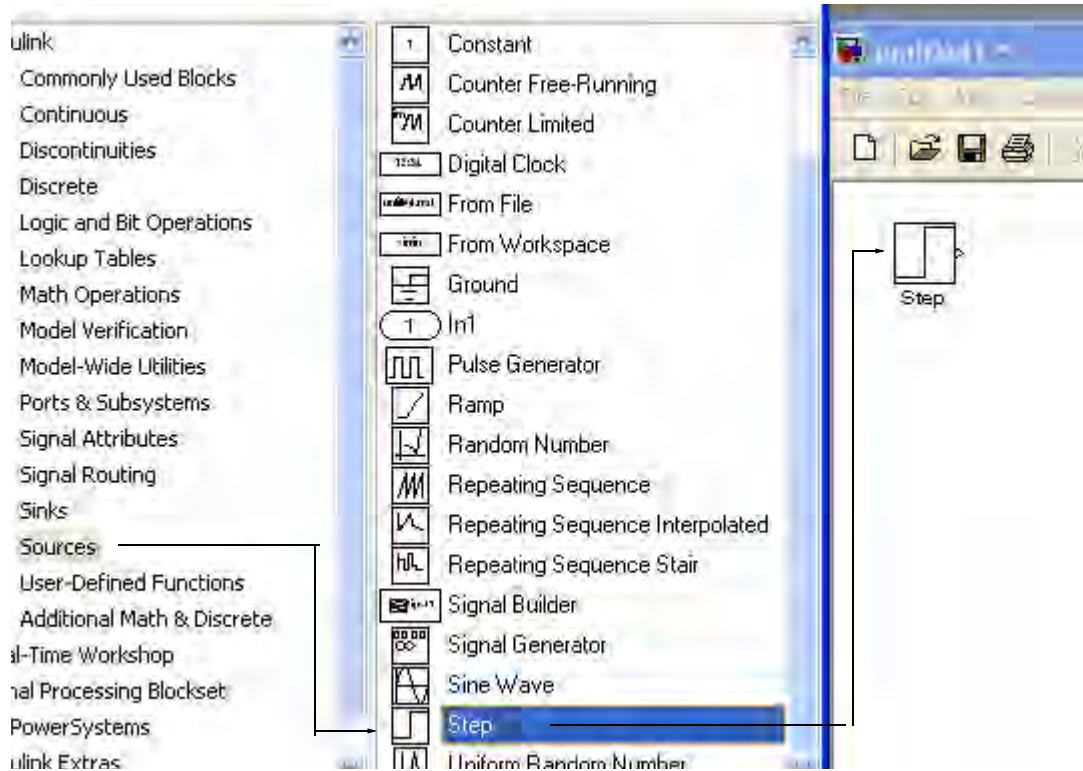 ulink
Commonly Used Blocks
Continuous
Discontinuities
Discrete
Logic and Bit Operations
Lookup Tables
Math Operations
Model Verification
Model-Wide Utilities
Ports & Subsystems
Signal Attributes
Signal Routing
Sinks
Sources
User-Defined Functions
Additional Math & Discrete
al-Time Workshop
nal Processing Blockset
PowerSystems
ulink Extras
1 Constant
Counter Free-Running
Counter Limited
12:34 Digital Clock
From File
From Workspace
Ground
1 In1
Pulse Generator
Ramp
Random Number
Repeating Sequence
Repeating Sequence Interpolated
Repeating Sequence Stair
Signal Builder
Signal Generator
Sine Wave
Step
Uniform Random Number
Step